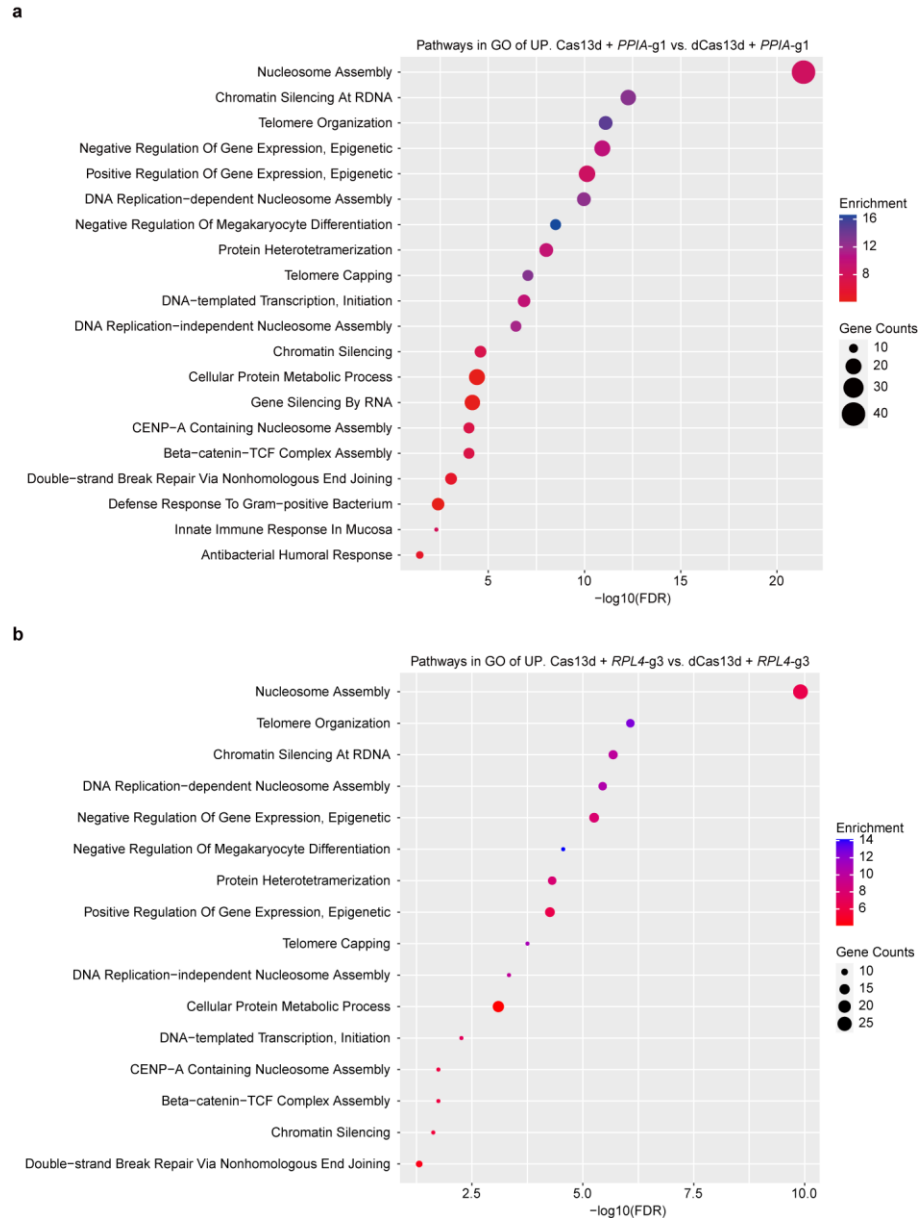 a
Pathways in GO of UP. Cas13d + PPIA-g1 vs. dCas13d + PPIA-g1
Nucleosome Assembly
Chromatin Silencing At RDNA
Telomere Organization
Negative Regulation Of Gene Expression, Epigenetic
Positive Regulation Of Gene Expression, Epigenetic
DNA Replication−dependent Nucleosome Assembly
Negative Regulation Of Megakaryocyte Differentiation
Protein Heterotetramerization
Telomere Capping
DNA−templated Transcription, Initiation
DNA Replication−independent Nucleosome Assembly
Chromatin Silencing
Cellular Protein Metabolic Process
Gene Silencing By RNA
CENP−A Containing Nucleosome Assembly
Beta−catenin−TCF Complex Assembly
Double−strand Break Repair Via Nonhomologous End Joining
Defense Response To Gram−positive Bacterium
Innate Immune Response In Mucosa
Antibacterial Humoral Response
5 10 15 20
−log10(FDR)
Enrichment
16
12
8
Gene Counts
10
20
30
40
b
Pathways in GO of UP. Cas13d + RPL4-g3 vs. dCas13d + RPL4-g3
Nucleosome Assembly
Telomere Organization
Chromatin Silencing At RDNA
DNA Replication−dependent Nucleosome Assembly
Negative Regulation Of Gene Expression, Epigenetic
Negative Regulation Of Megakaryocyte Differentiation
Protein Heterotetramerization
Positive Regulation Of Gene Expression, Epigenetic
Telomere Capping
DNA Replication−independent Nucleosome Assembly
Cellular Protein Metabolic Process
DNA−templated Transcription, Initiation
CENP−A Containing Nucleosome Assembly
Beta−catenin−TCF Complex Assembly
Chromatin Silencing
Double−strand Break Repair Via Nonhomologous End Joining
2.5 5.0 7.5 10.0
−log10(FDR)
Enrichment
14
12
10
8
6
Gene Counts
10
15
20
25